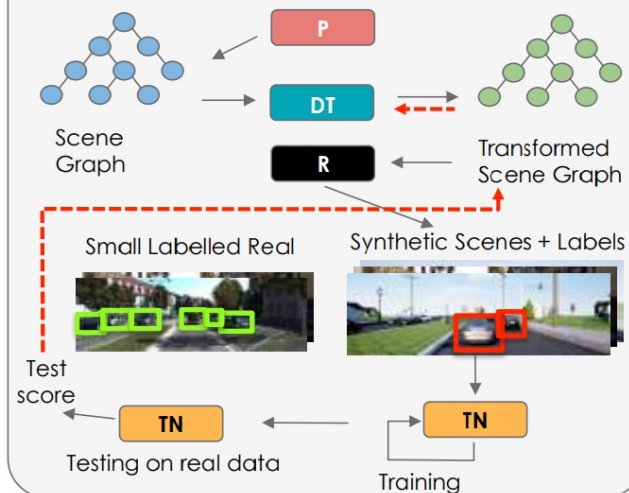 P
DT
Scene
Graph
R
Transformed
Scene Graph
Small Labelled Real
Synthetic Scenes + Labels
Test
score
TN
TN
Testing on real data
Training